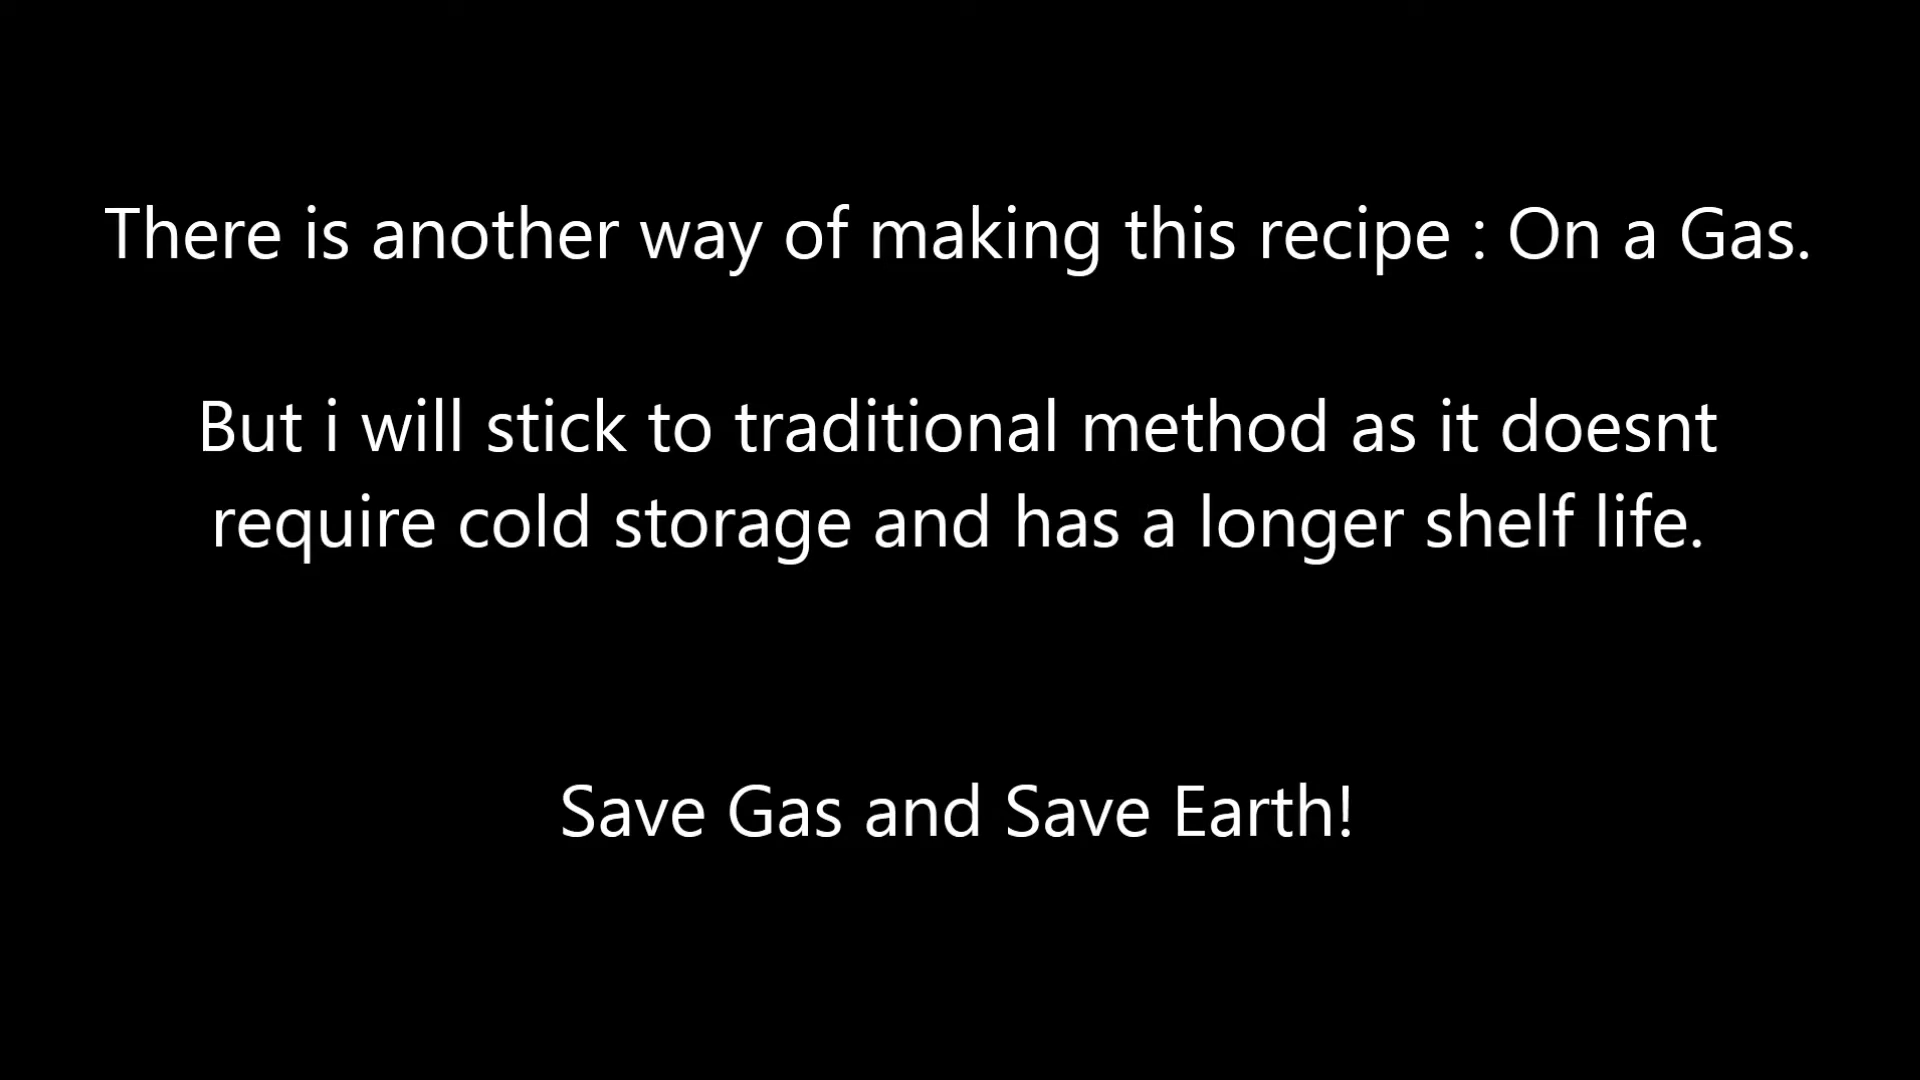 There is another way of making this recipe : On a Gas.
But i will stick to traditional method as it doesnt
require cold storage and has a longer shelf life.
Save Gas and Save Earth!